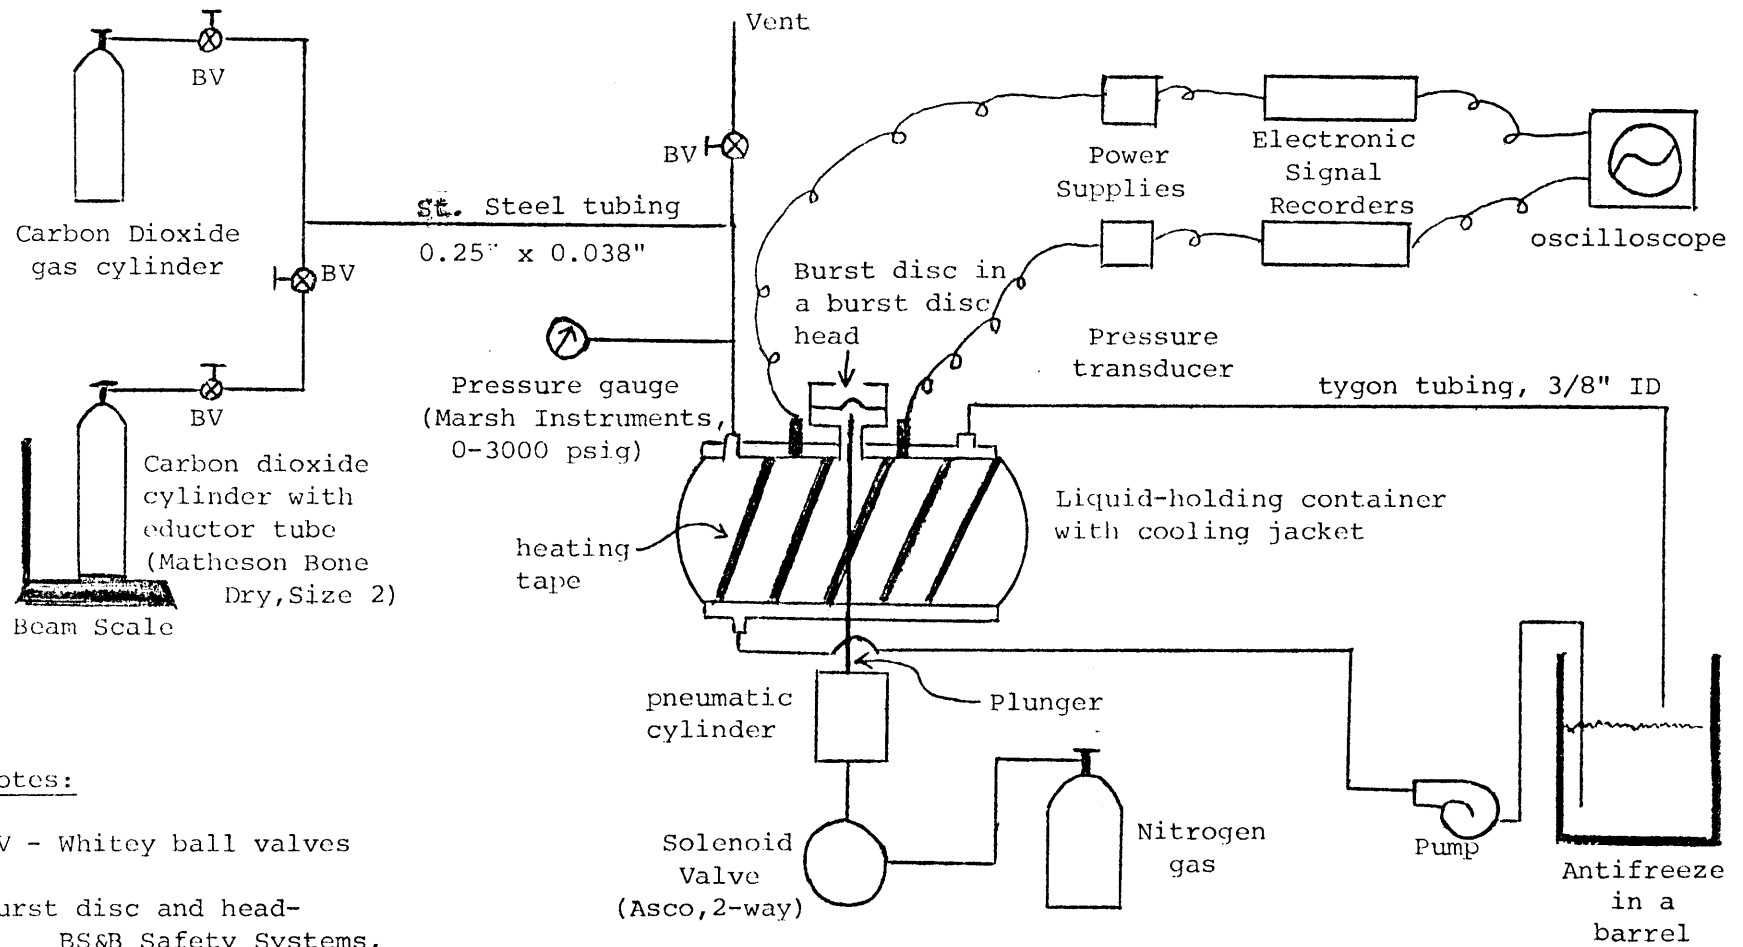 Vent
BV
BV
Power
Supplies
Electronic
Signal
Recorders
oscilloscope
St. Steel tubing
0.25" x 0.038"
Carbon Dioxide
gas cylinder
BV
Burst disc in
a burst disc
head
Pressure
transducer
Pressure gauge
(Marsh Instruments,
0-3000 psig)
tygon tubing, 3/8" ID
BV
Carbon dioxide
cylinder with
eductor tube
(Matheson Bone
Dry,Size 2)
Beam Scale
heating
tape
Liquid-holding container
with cooling jacket
pneumatic
cylinder
Plunger
Solenoid
Valve
(Asco,2-way)
Nitrogen
gas
Pump
Antifreeze
in a
barrel
otes:
V - Whitey ball valves
urst disc and head-
BS&B Safety Systems,